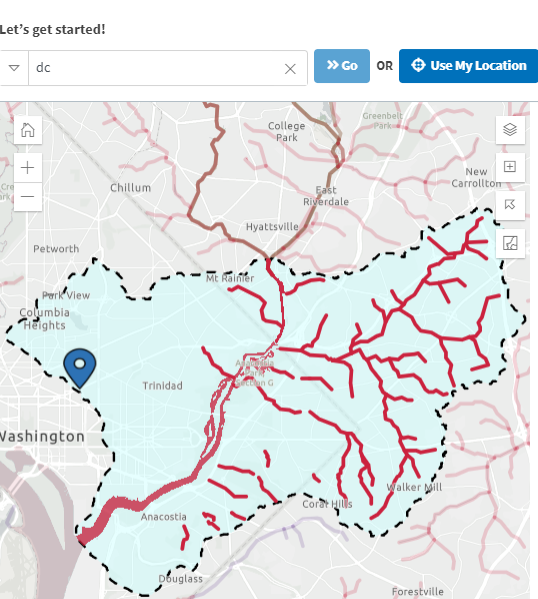 Let's get started!
dc
Go
OR
Use My Location
College
Park
Greenbelt
Park
Chillum
New
Carrollton
East
Riverdale
Hyattsville
Petworth
Mt Rainier
Park View
Columbia
Heights
Trinidad
Washington
Anacostia
Walker Mill
Coral Hills
Douglass
Forestville